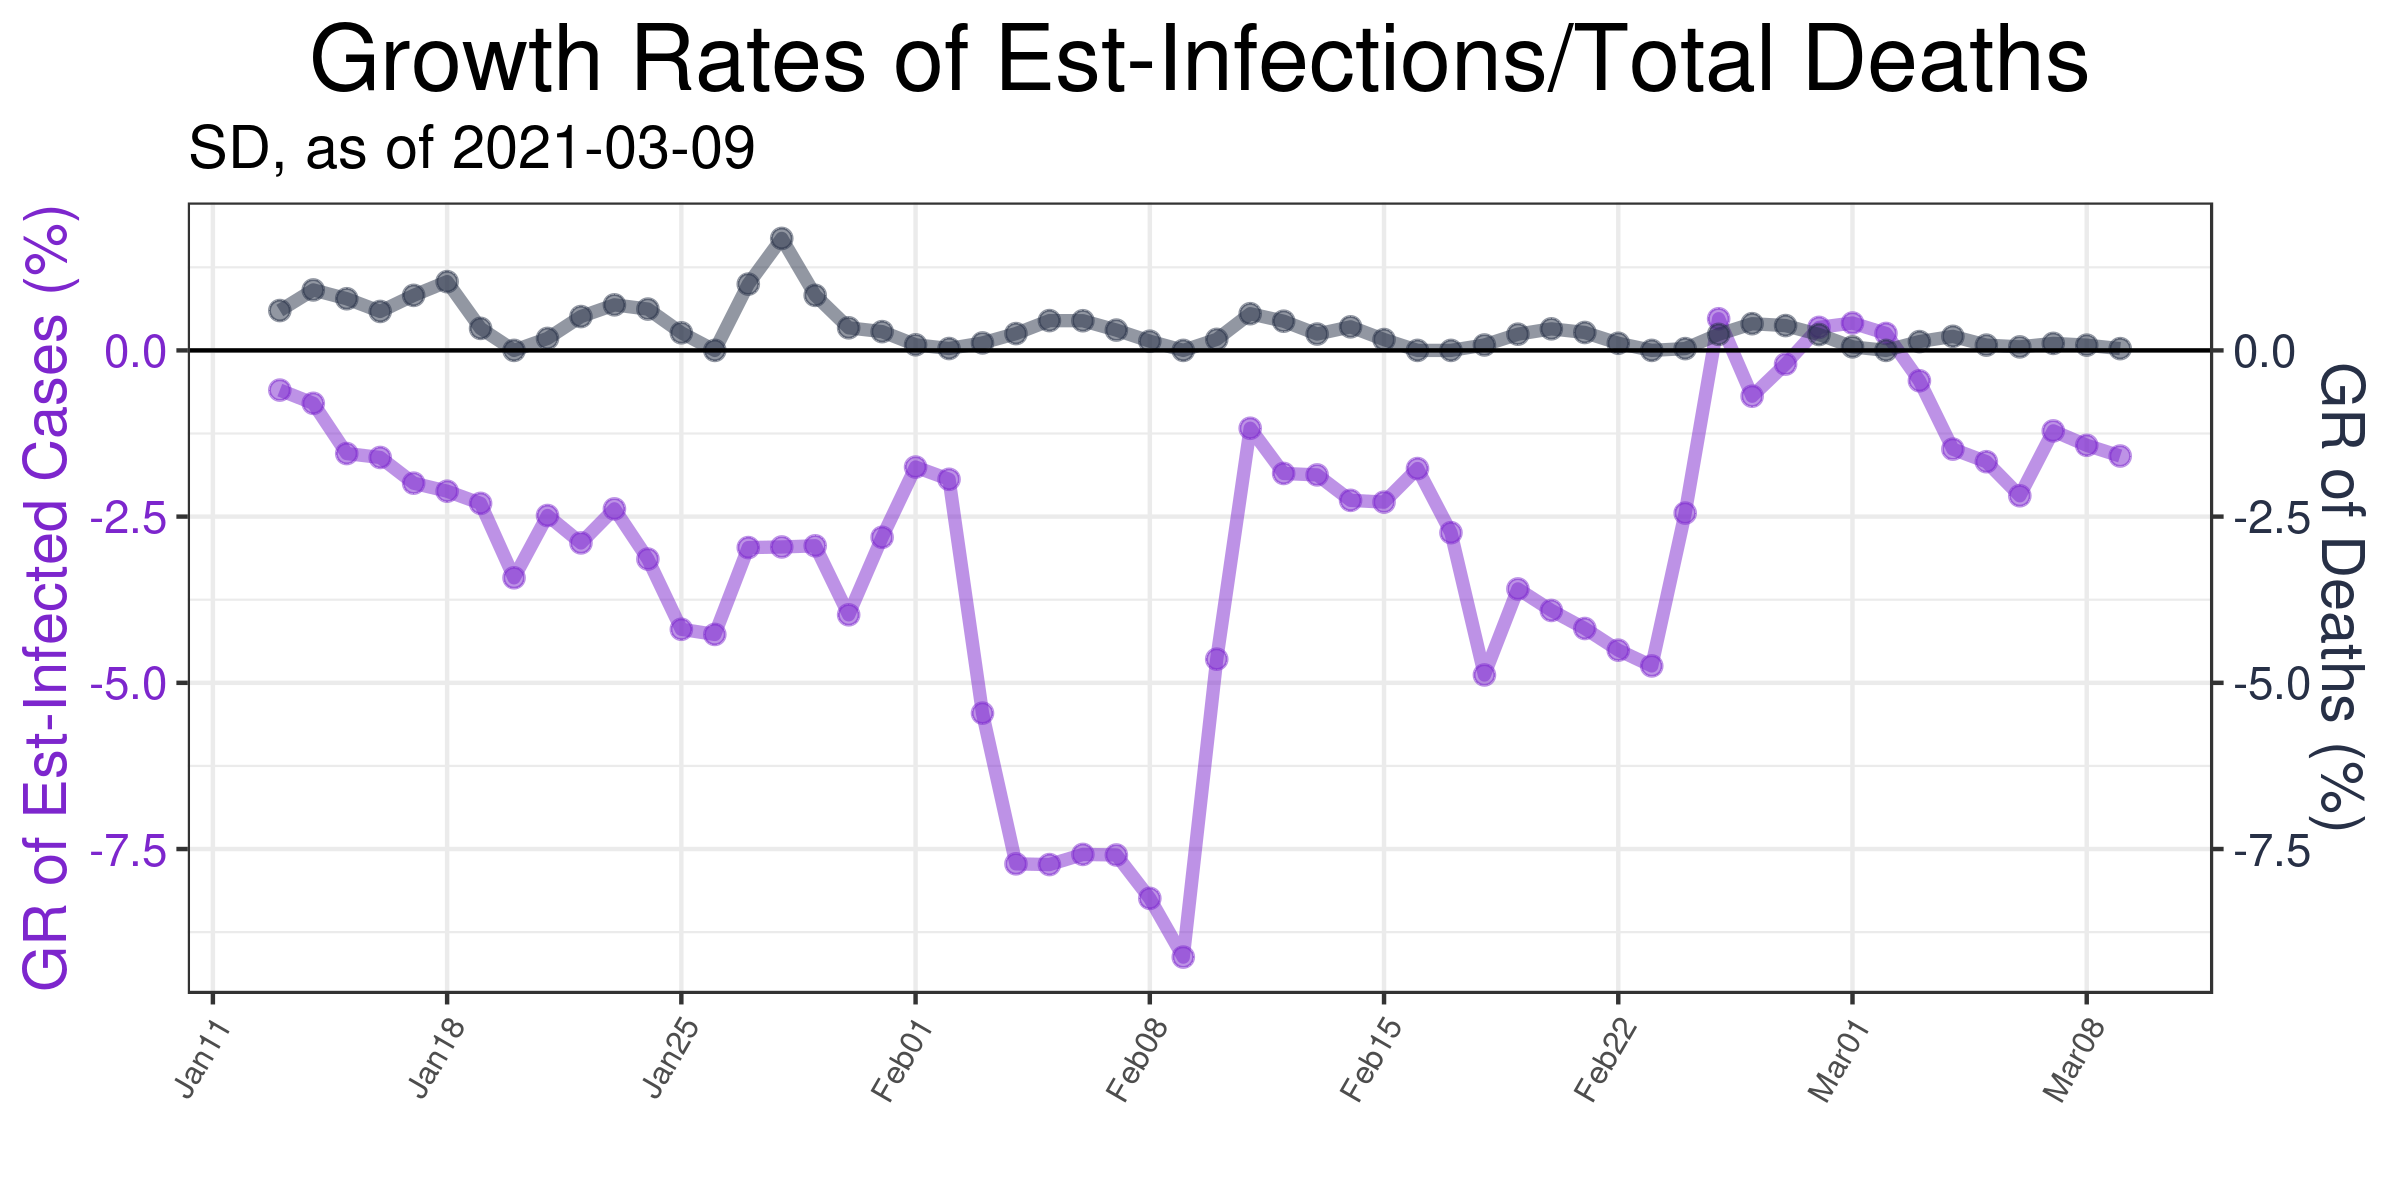 Growth Rates of Est-Infections/Total Deaths
SD, as of 2021-03-09
GR of Est-Infected Cases (%)
0.0
-2.5
-5.0
-7.5
0.0
-2.5
-5.0
-7.5
GR of Deaths (%)
Jan11
Jan18
Jan25
Feb01
Feb08
Feb15
Feb22
Mar01
Mar08